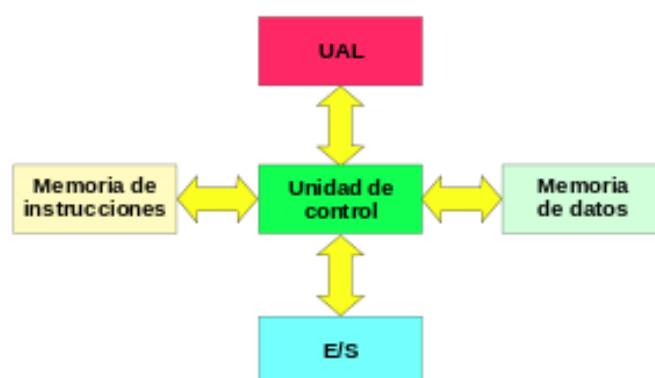 UAL
Memoria de
instrucciones
Unidad de
control
Memoria
de datos
E/S